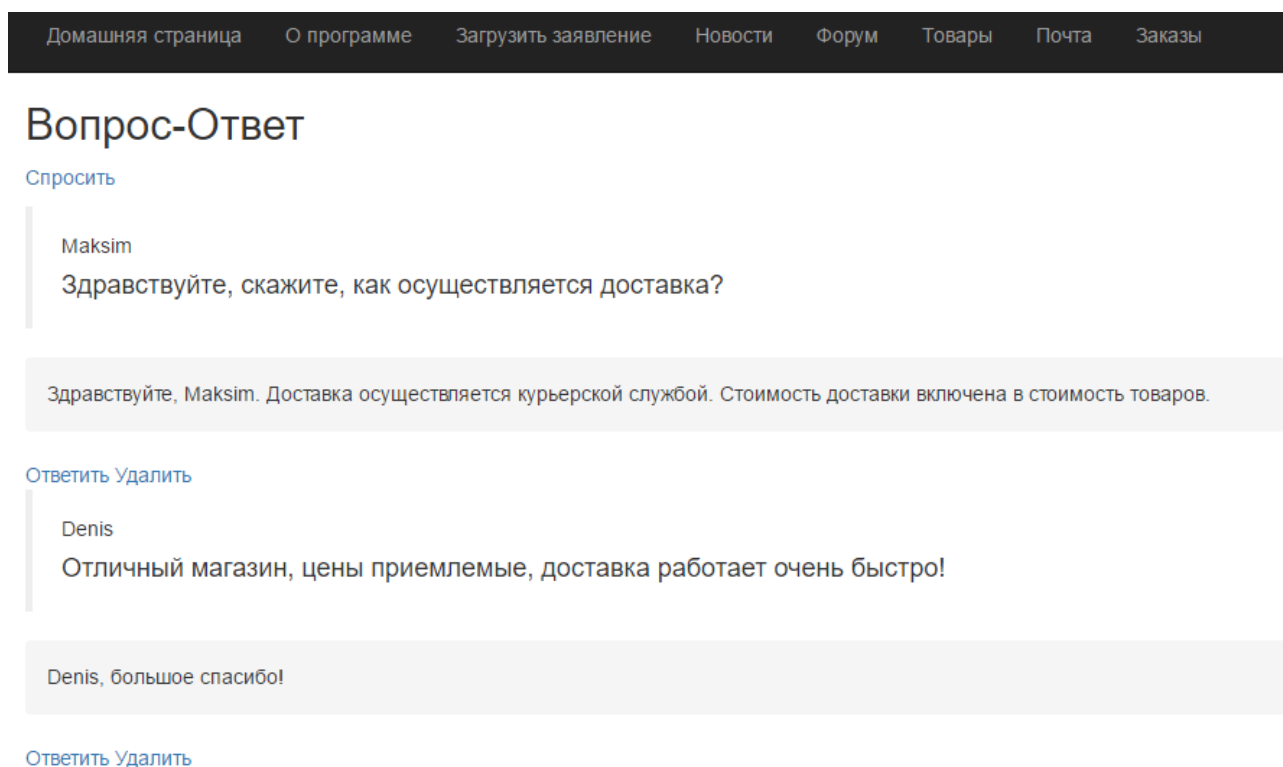 Домашняя страница О программе Загрузить заявление Новости Форум Товары Почта Заказы
Вопрос-Ответ
Спросить
Maksim
Здравствуйте, скажите, как осуществляется доставка?
Здравствуйте, Maksim. Доставка осуществляется курьерской службой. Стоимость доставки включена в стоимость товаров.
Ответить Удалить
Denis
Отличный магазин, цены приемлемые, доставка работает очень быстро!
Denis, большое спасибо!
Ответить Удалить